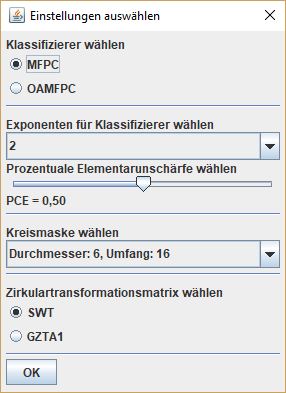 Einstellungen auswählen
Klassifizierer wählen
MFPC
OAMFPC
Exponenten für Klassifizierer wählen
2
Prozentuale Elementarunschärfe wählen
PCE = 0,50
Kreismaske wählen
Durchmesser: 6, Umfang: 16
Zirkulartransformationsmatrix wählen
SWT
GZTA1
OK